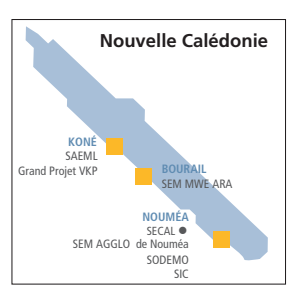 Nouvelle Calédonie
KONÉ
SAEML
Grand Projet VKP
BOURAIL
SEM MWE ARA
NOUMÉA
SECAL ●
SEM AGGLO de Nouméa
SODEMO
SIC